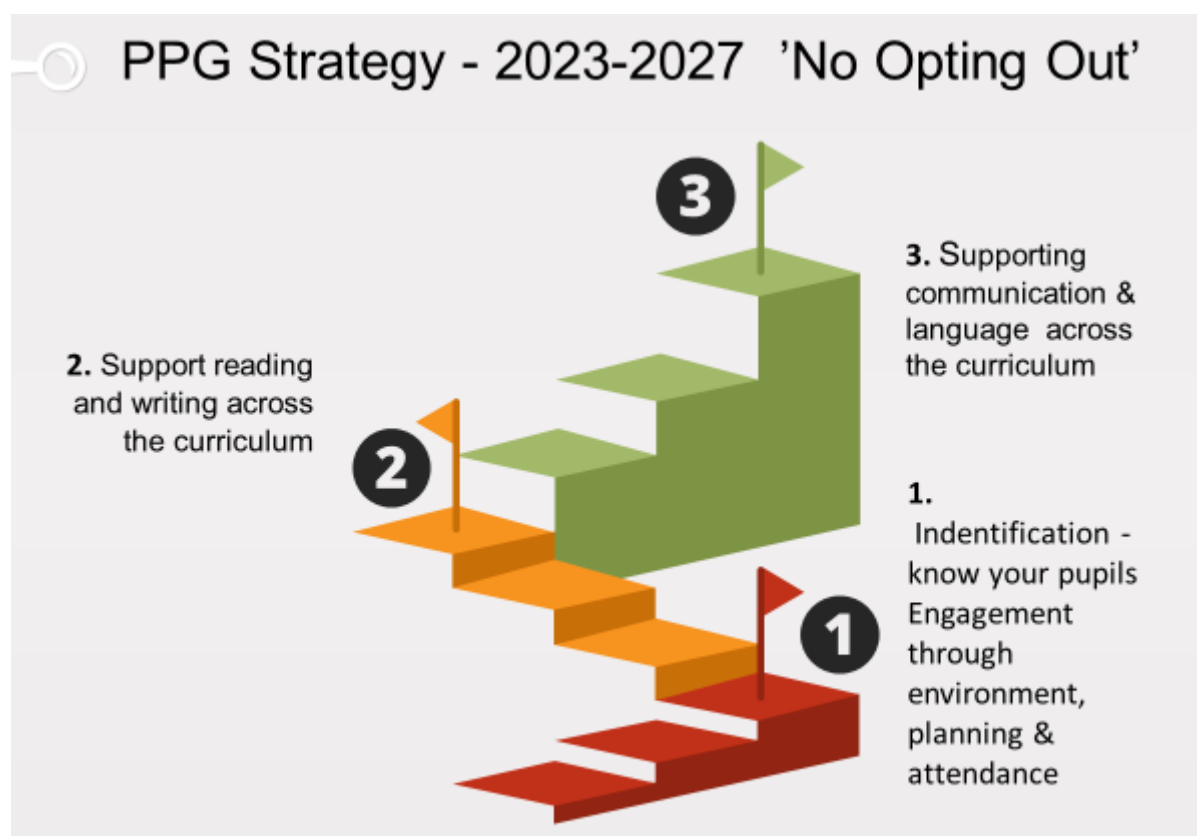 PPG Strategy - 2023-2027 ’No Opting Out’
3
3. Supporting
communication &
language across
the curriculum
2. Support reading
and writing across
the curriculum
2
1.
Indentification -
know your pupils
Engagement
through
environment,
planning &
attendance
1